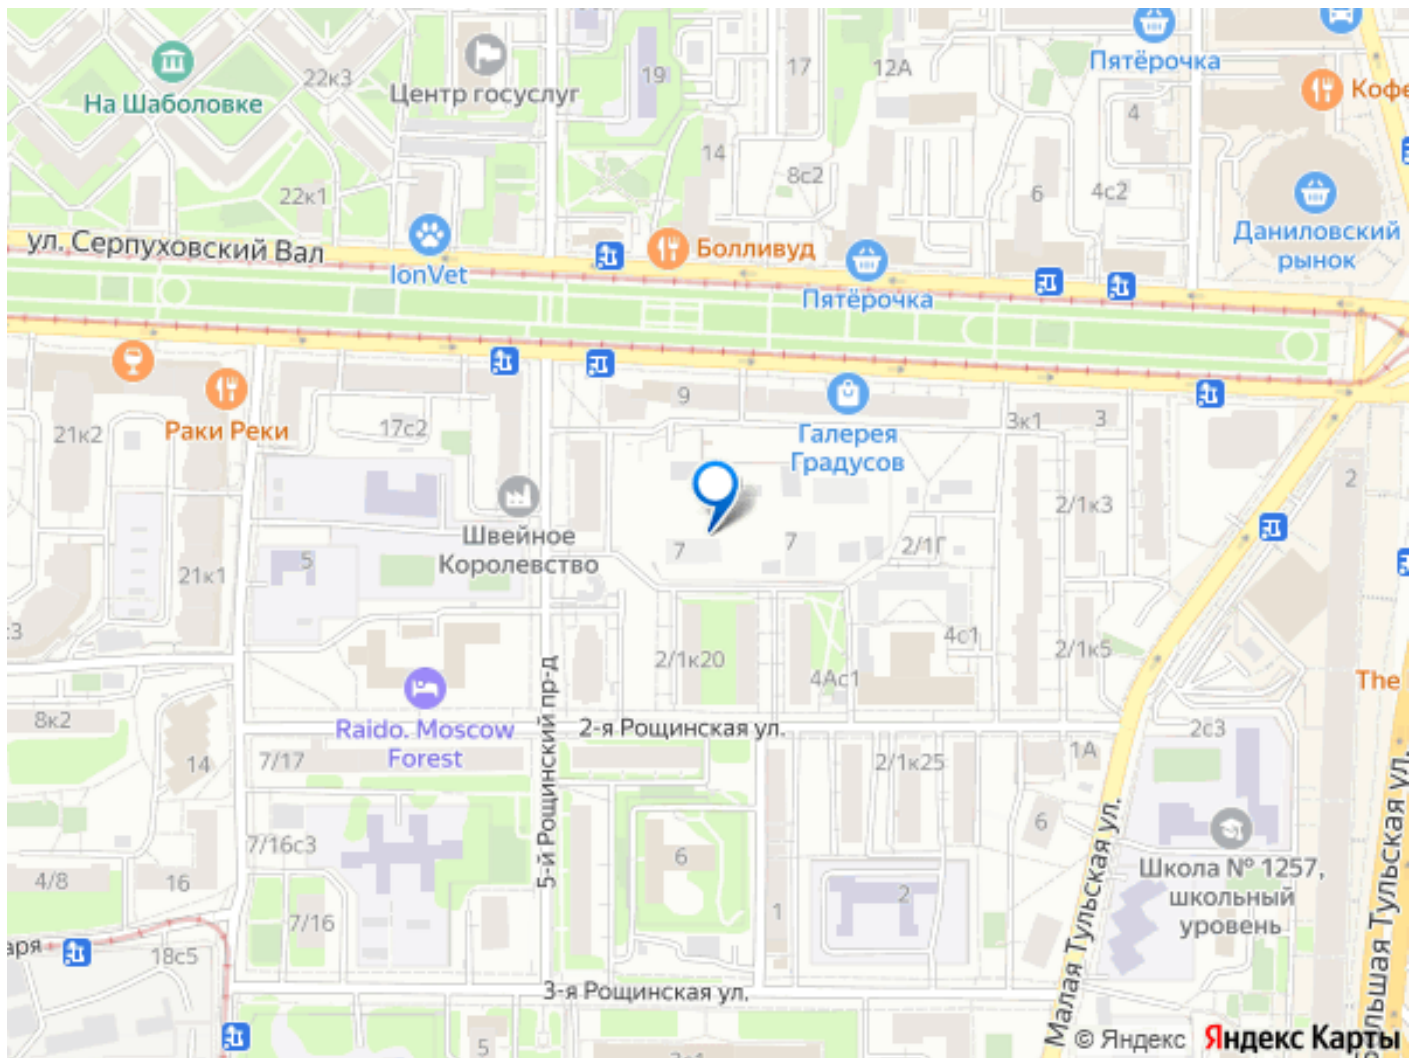 22к3
19
17
12А
Пятёрочка
На Шаболовке
Центр госуслуг
Кофе
4
14
8с2
6
4с2
22к1
ул. Серпуховский Вал
IonVet
Болливуд
Пятёрочка
Даниловский
рынок
21к2
Раки Реки
17с2
9
Галерея
Градусов
3к1
3
2
2/1к3
Швейное
Королевство
5
21к1
7
7
2/1Г
4с1
2/1к5
2/1к20
4Ас1
The
8к2
Raido. Moscow
Forest
5-й Рощинский пр-д
2-я Рощинская ул.
2с3
1А
14
7/17
2/1к25
6
Малая Тульская ул.
7/16с3
6
Школа № 1257,
школьный
уровень
4/8
16
7/16
1
2
аря
18с5
3-я Рощинская ул.
5
льшая Тульская ул.
© Яндекс
Яндекс Карты